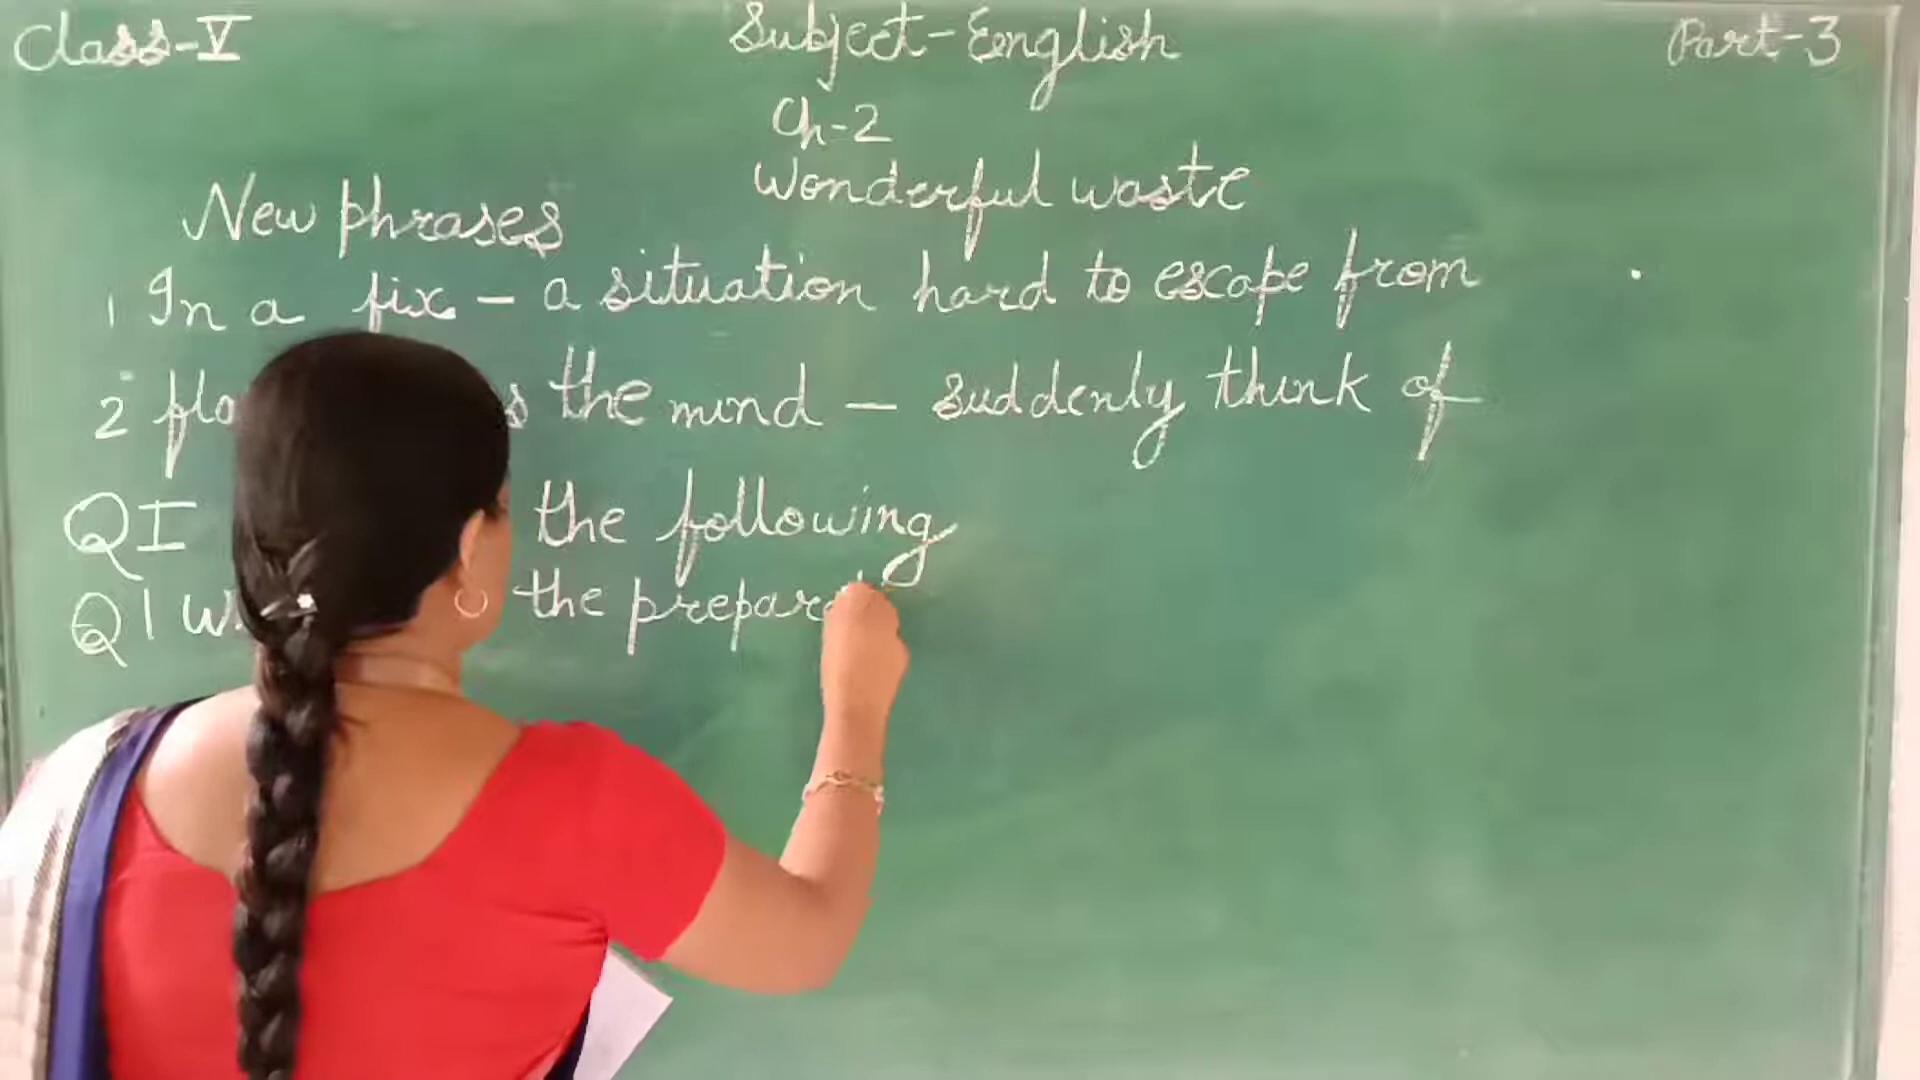 Class-V Subject-English Part-3
Ch-2
Wonderful waste
New phrases
1 In a fix - a situation hard to escape from
2 the mind - suddenly think of
QI the following
Q1 the